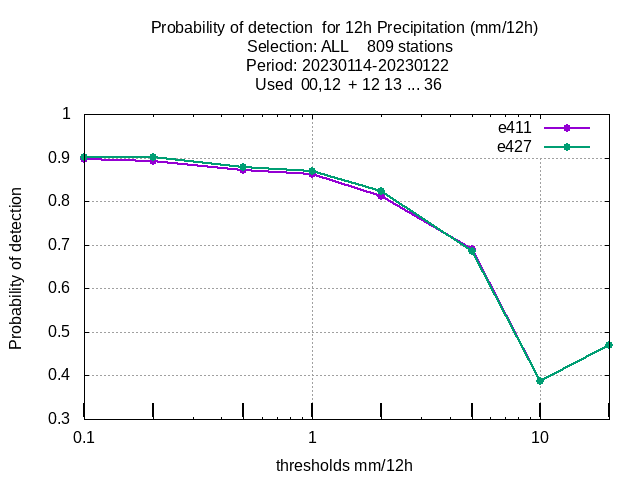 Probability of detection  for 12h Precipitation (mm/12h)
Selection: ALL    809 stations
Period: 20230114-20230122
Used  00,12  + 12 13 ... 36
e411
e427
1
0.9
0.8
0.7
0.6
0.5
0.4
0.3
Probability of detection
0.1
1
10
thresholds mm/12h